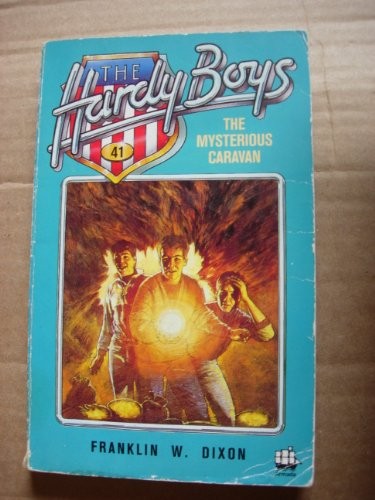 THE
Hardy Boys
41
THE
MYSTERIOUS
CARAVAN
FRANKLIN W. DIXON